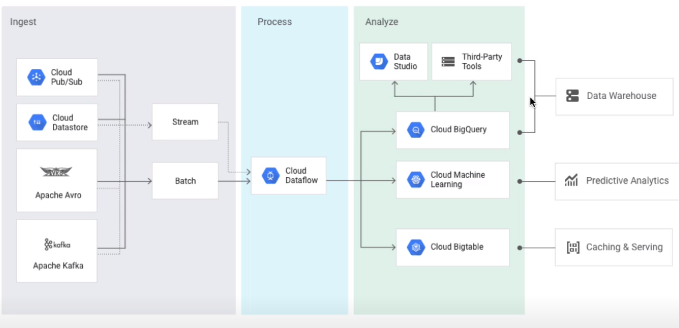 Ingest
Process
Analyze
Cloud
Pub/Sub
Cloud
Datastore
Apache Avro
kafka
Apache Kafka
Stream
Batch
Cloud
Dataflow
Data
Studio
Third-Party
Tools
Cloud BigQuery
Cloud Machine
Learning
Cloud Bigtable
Data Warehouse
Predictive Analytics
Caching & Serving